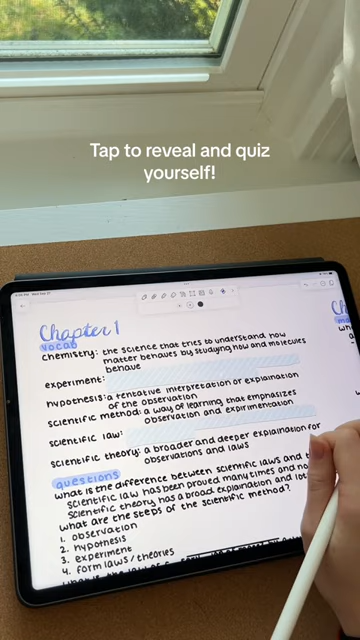 Tap to reveal and quiz
yourself!
Chapter 1
vocab
chemistry: the science that tries to understand how
matter behaves by studying how and molecules
behave
experiment:
hypothesis: a tentative interpretation or explaination
of the observation
scientific method: a way of learning that emphasizes
observation and exprimentation
scientific law:
scientific theory: a broader and deeper explaination for
observations and laws
questions
what is the difference between scientific laws and
scientific law has been proved many times and no
scientific theory has a broad explanation and
what are the steps of the scientific method?
1. observation
2. hypothesis
3. experiment
4. form laws/theories